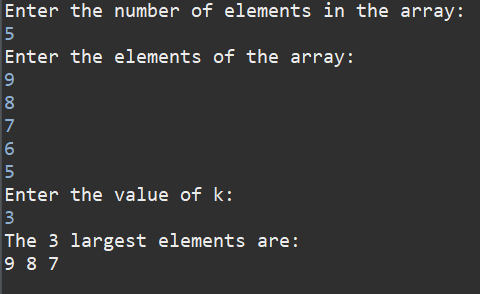 Enter the number of elements in the array:
5
Enter the elements of the array:
9
8
7
6
5
Enter the value of k:
3
The 3 largest elements are:
9 8 7